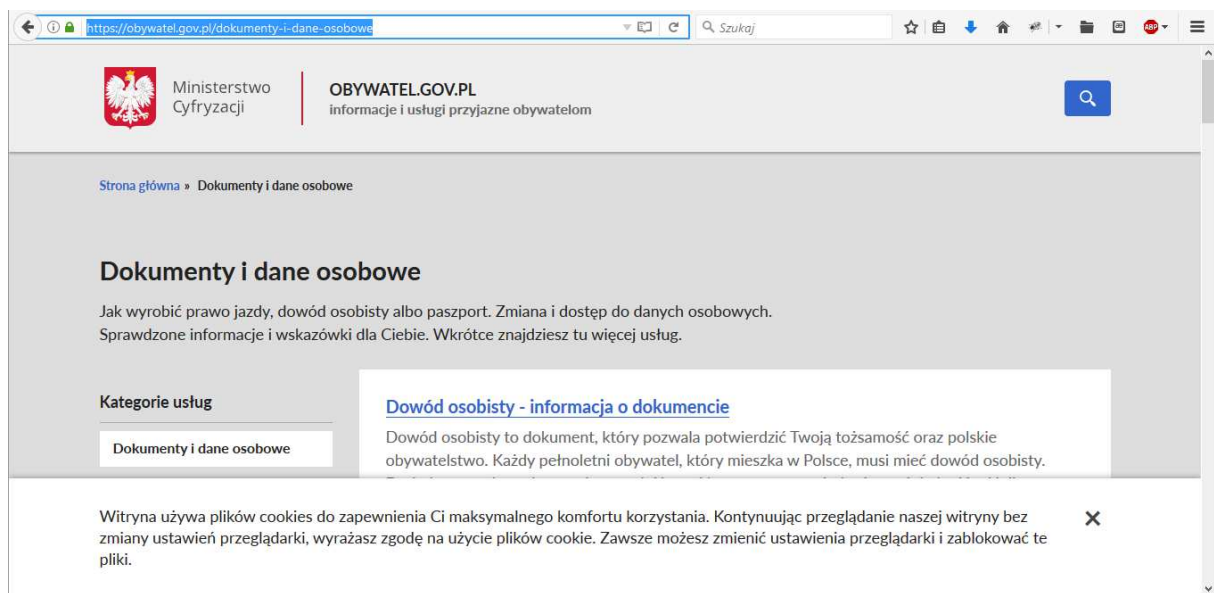 https://obywatel.gov.pl/dokumenty-i-dane-osobowe
Szukaj
ABP
Ministerstwo
Cyfryzacji
OBYWATEL.GOV.PL
informacje i usługi przyjazne obywatelom
Strona główna » Dokumenty i dane osobowe
Dokumenty i dane osobowe
Jak wyrobić prawo jazdy, dowód osobisty albo paszport. Zmiana i dostęp do danych osobowych.
Sprawdzone informacje i wskazówki dla Ciebie. Wkrótce znajdziesz tu więcej usług.
Kategorie usług
Dokumenty i dane osobowe
Dowód osobisty - informacja o dokumencie
Dowód osobisty to dokument, który pozwala potwierdzić Twoją tożsamość oraz polskie
obywatelstwo. Każdy pełnoletni obywatel, który mieszka w Polsce, musi mieć dowód osobisty.
Witryna używa plików cookies do zapewnienia Ci maksymalnego komfortu korzystania. Kontynuując przeglądanie naszej witryny bez
zmiany ustawień przeglądarki, wyrażasz zgodę na użycie plików cookie. Zawsze możesz zmienić ustawienia przeglądarki i zablokować te
pliki.